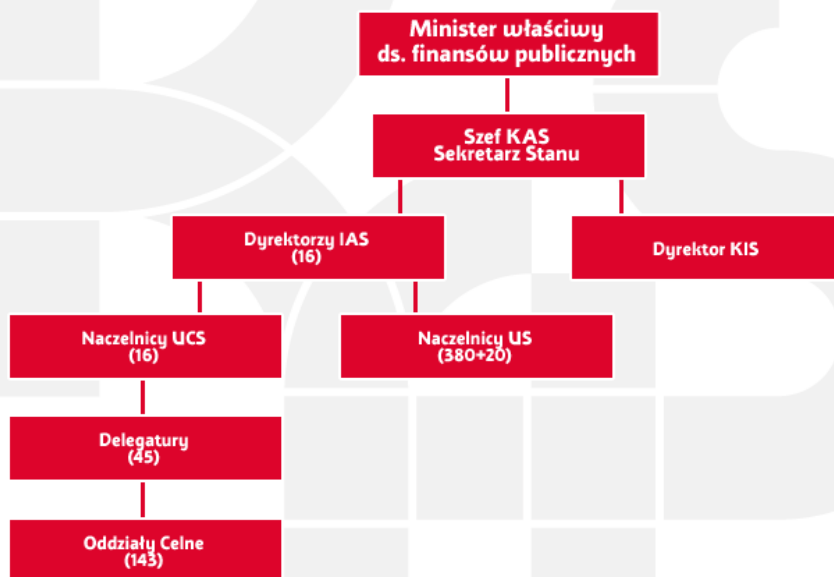 Minister właściwy
ds. finansów publicznych
Szef KAS
Sekretarz Stanu
Dyrektorzy IAS
(16)
Dyrektor KIS
Naczelnicy UCS
(16)
Naczelnicy US
(380+20)
Delegatury
(45)
Oddziały Celne
(143)